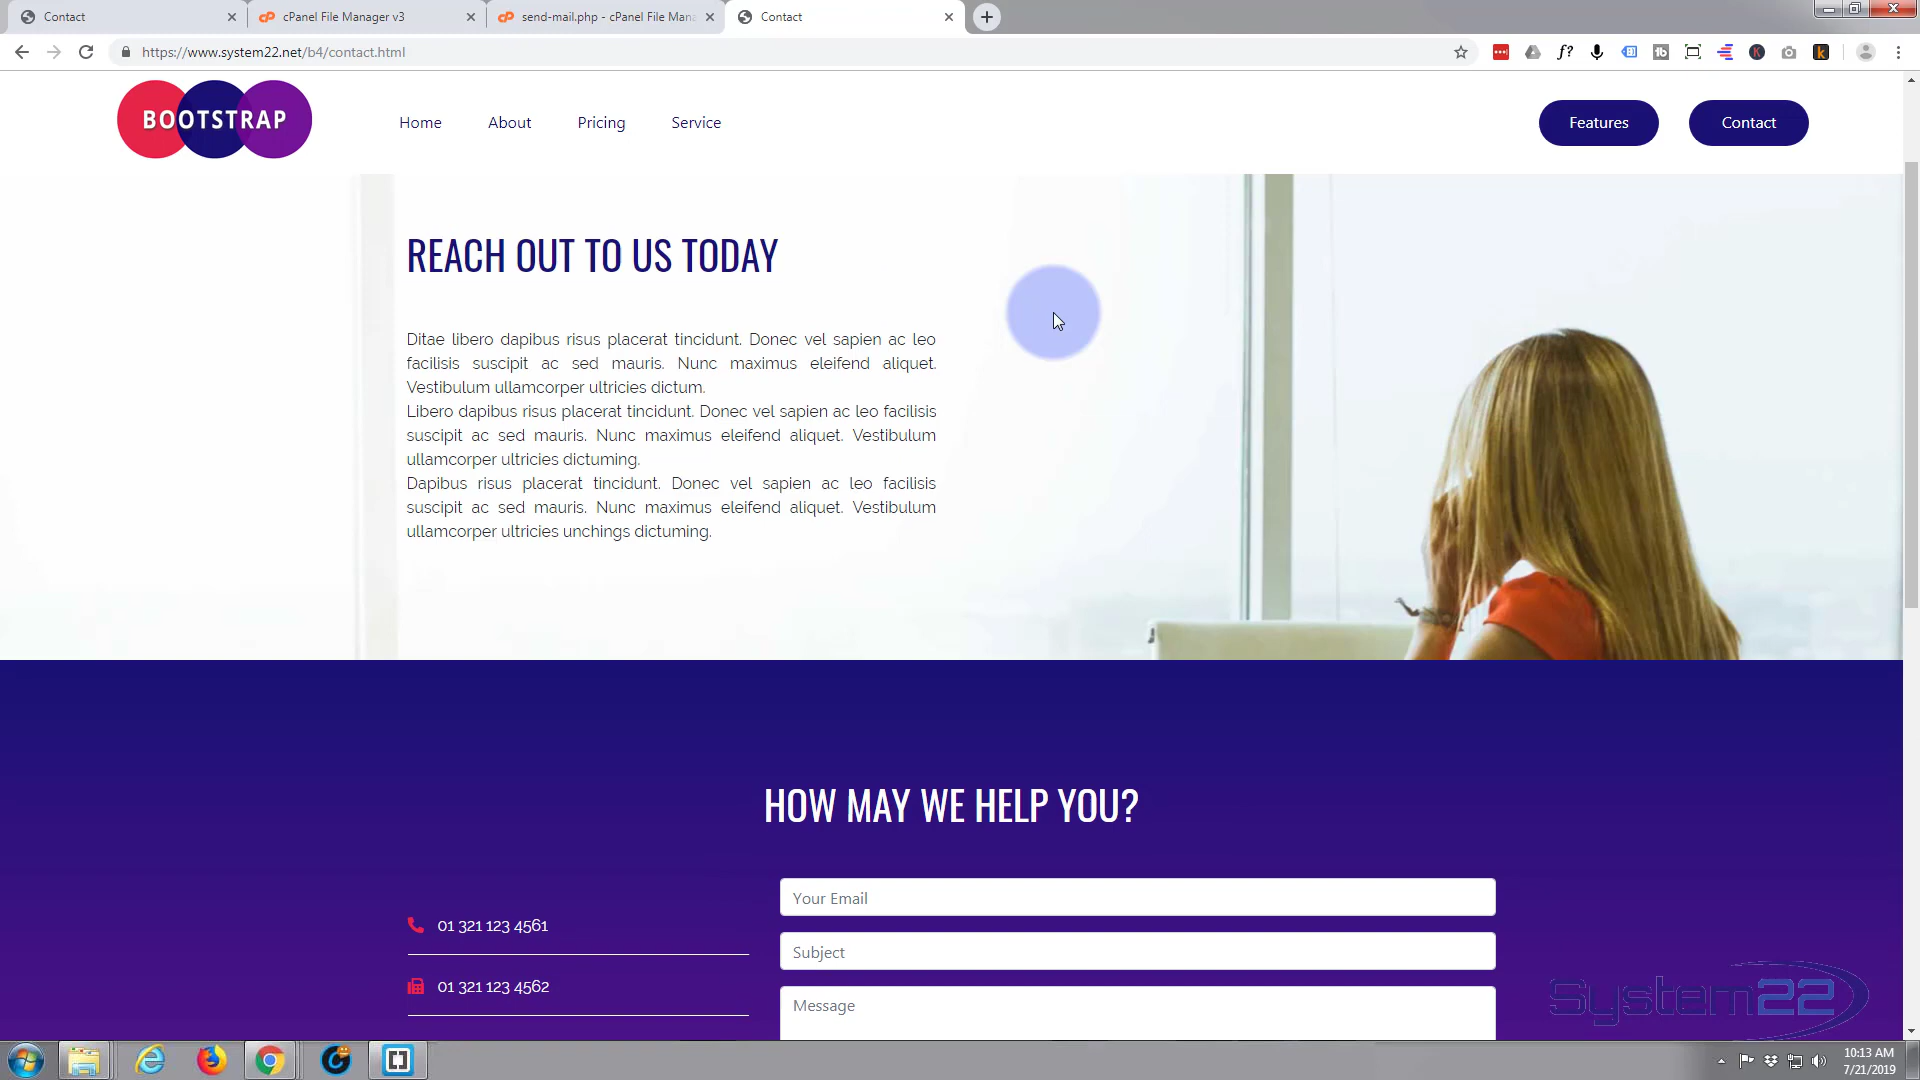 Contact
cPanel File Manager v3
send-mail.php - cPanel File Mana
Contact
https://www.system22.net/b4/contact.html
BOOTSTRAP
Home
About
Pricing
Service
Features
Contact
REACH OUT TO US TODAY
Ditae libero dapibus risus placerat tincidunt. Donec vel sapien ac leo
facilisis suscipit ac sed mauris. Nunc maximus eleifend aliquet.
Vestibulum ullamcorper ultricies dictum.
Libero dapibus risus placerat tincidunt. Donec vel sapien ac leo facilisis
suscipit ac sed mauris. Nunc maximus eleifend aliquet. Vestibulum
ullamcorper ultricies dictuming.
Dapibus risus placerat tincidunt. Donec vel sapien ac leo facilisis
suscipit ac sed mauris. Nunc maximus eleifend aliquet. Vestibulum
ullamcorper ultricies unchings dictuming.
HOW MAY WE HELP YOU?
01 321 123 4561
01 321 123 4562
Your Email
Subject
Message
System22
10:13 AM
7/21/2019